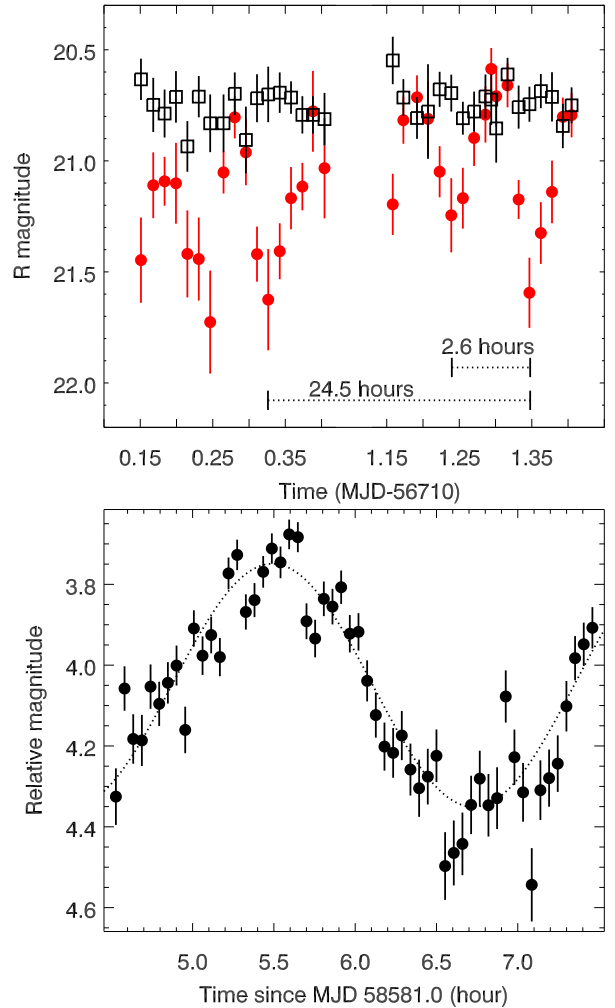 20.5
21.0
21.5
22.0
R magnitude
2.6 hours
24.5 hours
0.15 0.25 0.35 1.15 1.25 1.35
Time (MJD-56710)
3.8
4.0
4.2
4.4
4.6
Relative magnitude
5.0 5.5 6.0 6.5 7.0
Time since MJD 58581.0 (hour)